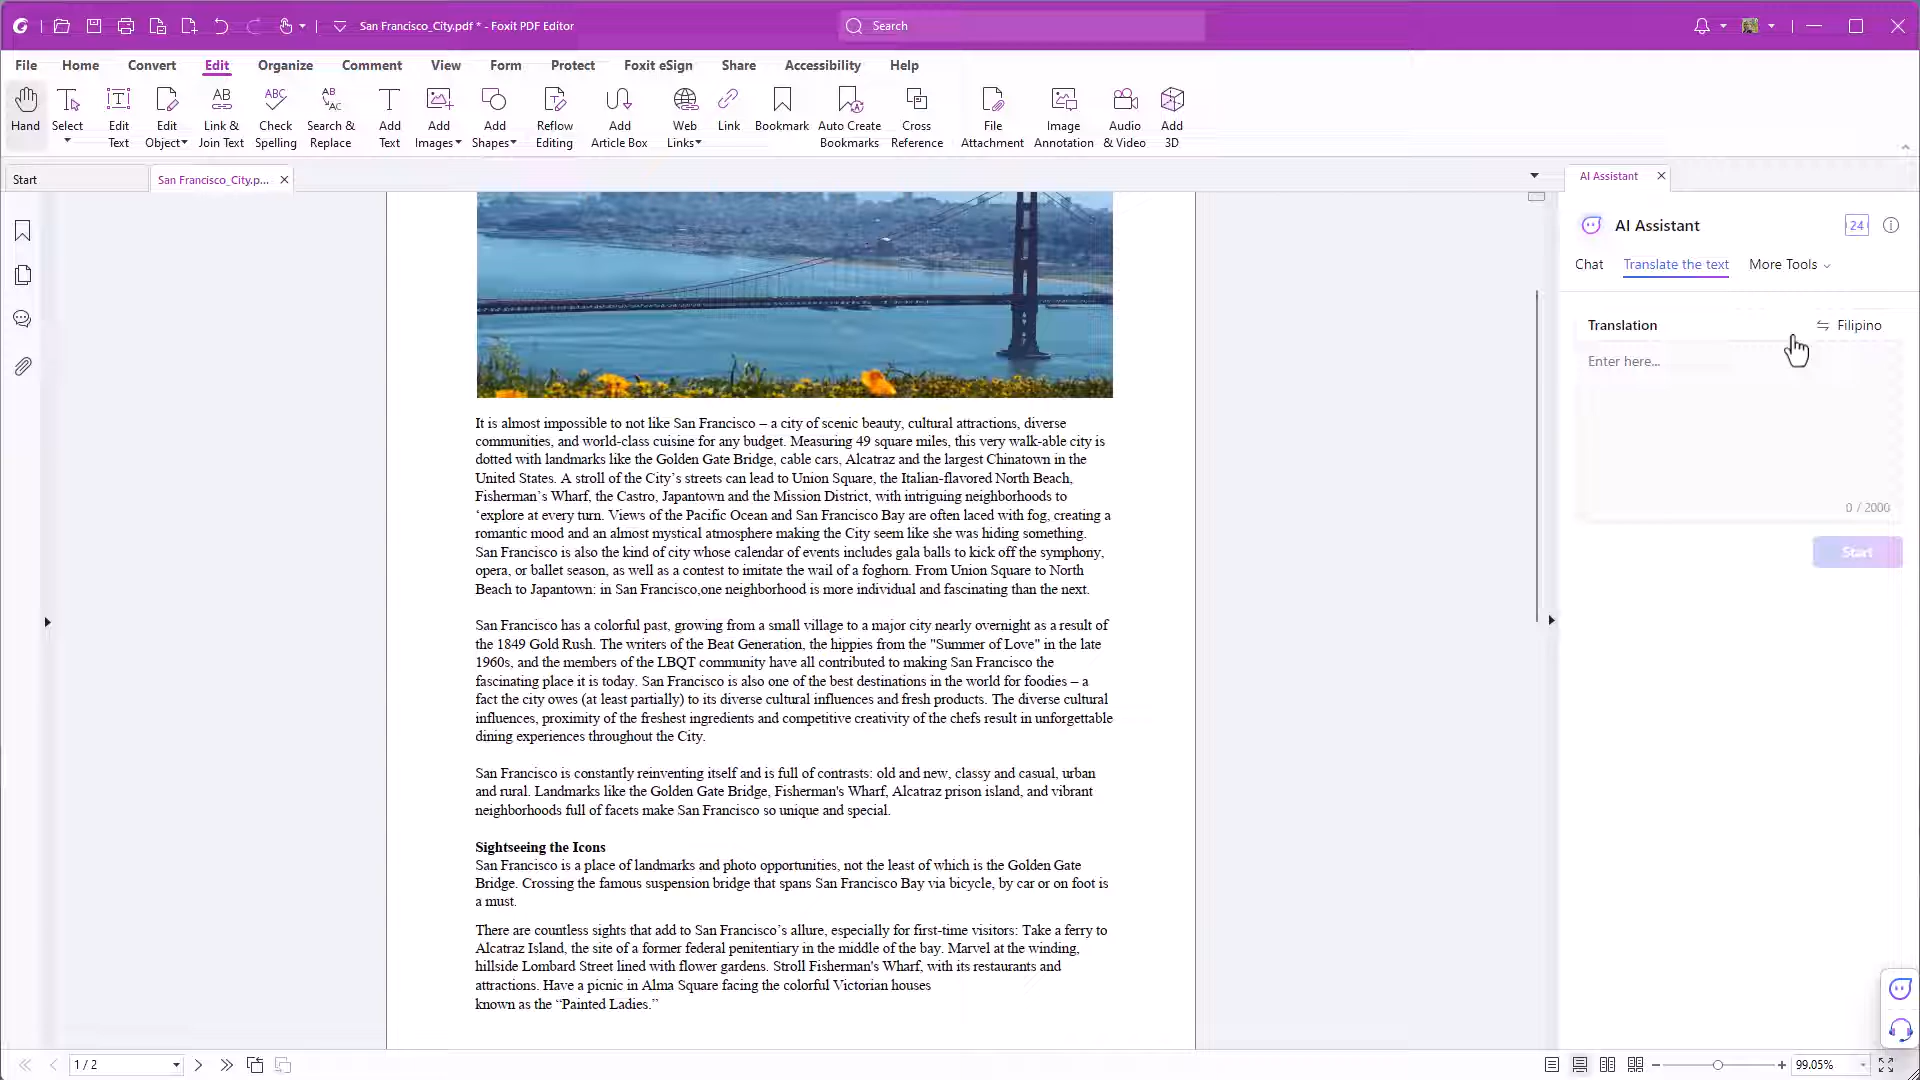 San Francisco_City.pdf * - Foxit PDF Editor
Search
File Home Convert Edit Organize Comment View Form Protect Foxit eSign Share Accessibility Help
Hand
Select
Edit Text
Edit Object
Link & Join Text
Check Spelling
Search & Replace
Add Text
Add Images
Add Shapes
Reflow Editing
Add Article Box
Web Links
Link
Bookmark
Auto Create Bookmarks
Cross Reference
File Attachment
Image Annotation
Audio & Video
Add 3D
Start
San Francisco_City.p...
AI Assistant
It is almost impossible to not like San Francisco – a city of scenic beauty, cultural attractions, diverse
communities, and world-class cuisine for any budget. Measuring 49 square miles, this very walk-able city is
dotted with landmarks like the Golden Gate Bridge, cable cars, Alcatraz and the largest Chinatown in the
United States. A stroll of the City’s streets can lead to Union Square, the Italian-flavored North Beach,
Fisherman’s Wharf, the Castro, Japantown and the Mission District, with intriguing neighborhoods to
‘explore at every turn. Views of the Pacific Ocean and San Francisco Bay are often laced with fog, creating a
romantic mood and an almost mystical atmosphere making the City seem like she was hiding something.
San Francisco is also the kind of city whose calendar of events includes gala balls to kick off the symphony,
opera, or ballet season, as well as a contest to imitate the wail of a foghorn. From Union Square to North
Beach to Japantown: in San Francisco,one neighborhood is more individual and fascinating than the next.
San Francisco has a colorful past, growing from a small village to a major city nearly overnight as a result of
the 1849 Gold Rush. The writers of the Beat Generation, the hippies from the "Summer of Love" in the late
1960s, and the members of the LBQT community have all contributed to making San Francisco the
fascinating place it is today. San Francisco is also one of the best destinations in the world for foodies – a
fact the city owes (at least partially) to its diverse cultural influences and fresh products. The diverse cultural
influences, proximity of the freshest ingredients and competitive creativity of the chefs result in unforgettable
dining experiences throughout the City.
San Francisco is constantly reinventing itself and is full of contrasts: old and new, classy and casual, urban
and rural. Landmarks like the Golden Gate Bridge, Fisherman's Wharf, Alcatraz prison island, and vibrant
neighborhoods full of facets make San Francisco so unique and special.
Sightseeing the Icons
San Francisco is a place of landmarks and photo opportunities, not the least of which is the Golden Gate
Bridge. Crossing the famous suspension bridge that spans San Francisco Bay via bicycle, by car or on foot is
a must.
There are countless sights that add to San Francisco’s allure, especially for first-time visitors: Take a ferry to
Alcatraz Island, the site of a former federal penitentiary in the middle of the bay. Marvel at the winding,
hillside Lombard Street lined with flower gardens. Stroll Fisherman's Wharf, with its restaurants and
attractions. Have a picnic in Alma Square facing the colorful Victorian houses
known as the “Painted Ladies.”
AI Assistant
24
Chat Translate the text More Tools
Translation
Filipino
Enter here...
0 / 2000
Start
1 / 2
99.05%